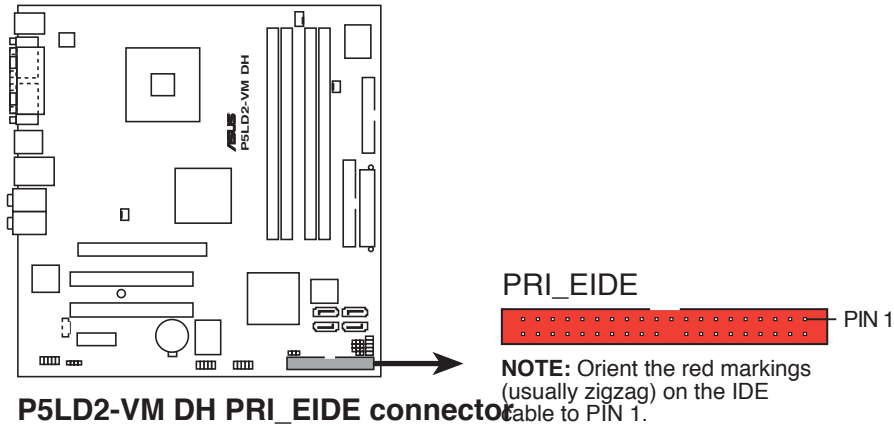 ASUS
P5LD2-VM DH
PRI_EIDE
PIN 1
NOTE: Orient the red markings
(usually zigzag) on the IDE
cable to PIN 1.
P5LD2-VM DH PRI_EIDE connector